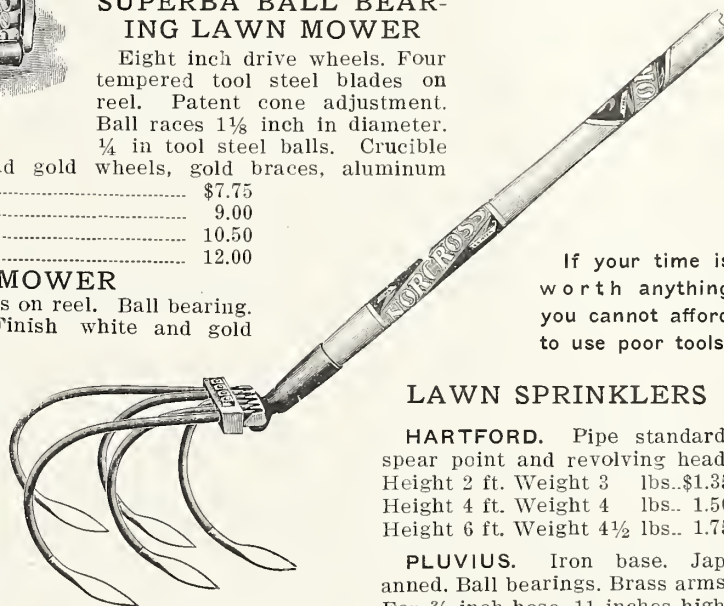 SUPERBA BALL BEAR-
ING LAWN MOWER
Eight inch drive wheels. Four
tempered tool steel blades on
reel. Patent cone adjustment.
Ball races 1⅛ inch in diameter.
¼ in tool steel balls. Crucible
gold wheels, gold braces, aluminum
$7.75
9.00
10.50
12.00
MOWER
on reel. Ball bearing.
Finish white and gold
NORCROSS
If your time is
worth anything
you cannot afford
to use poor tools
LAWN SPRINKLERS
HARTFORD. Pipe standard
spear point and revolving head
Height 2 ft. Weight 3 lbs..$1.35
Height 4 ft. Weight 4 lbs.. 1.50
Height 6 ft. Weight 4½ lbs.. 1.75
PLUVIUS. Iron base. Jap
anned. Ball bearings. Brass arms
inch hose, 11 inches high